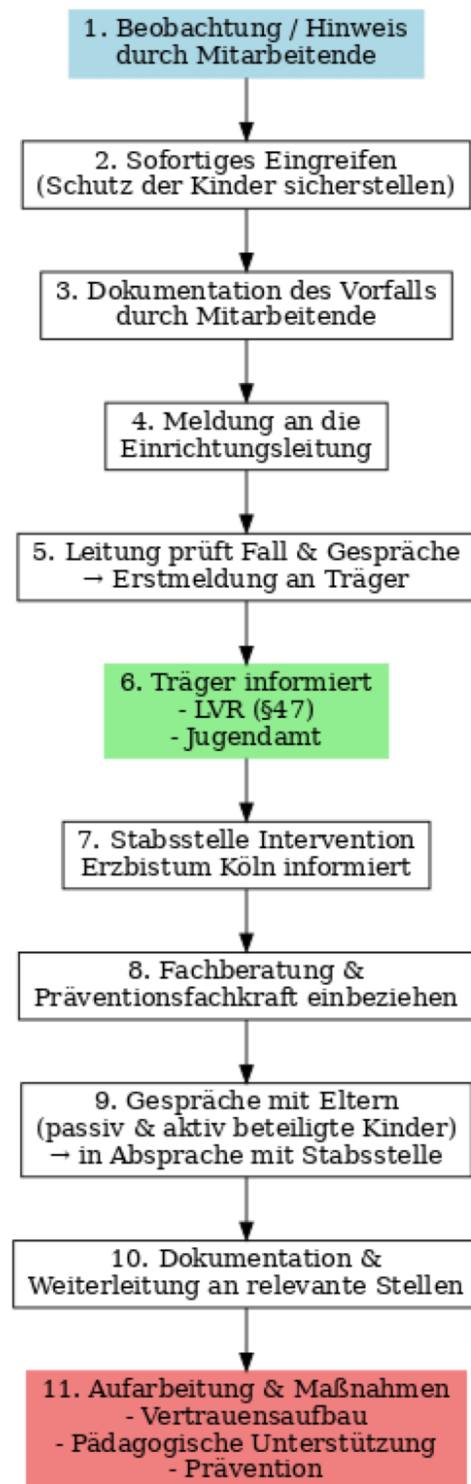 1. Beobachtung / Hinweis
durch Mitarbeitende
2. Sofortiges Eingreifen
(Schutz der Kinder sicherstellen)
3. Dokumentation des Vorfalls
durch Mitarbeitende
4. Meldung an die
Einrichtungsleitung
5. Leitung prüft Fall & Gespräche
→ Erstmeldung an Träger
6. Träger informiert
- LVR (§47)
- Jugendamt
7. Stabsstelle Intervention
Erzbistum Köln informiert
8. Fachberatung &
Präventionsfachkraft einbeziehen
9. Gespräche mit Eltern
(passiv & aktiv beteiligte Kinder)
→ in Absprache mit Stabsstelle
10. Dokumentation &
Weiterleitung an relevante Stellen
11. Aufarbeitung & Maßnahmen
- Vertrauensaufbau
- Pädagogische Unterstützung
- Prävention